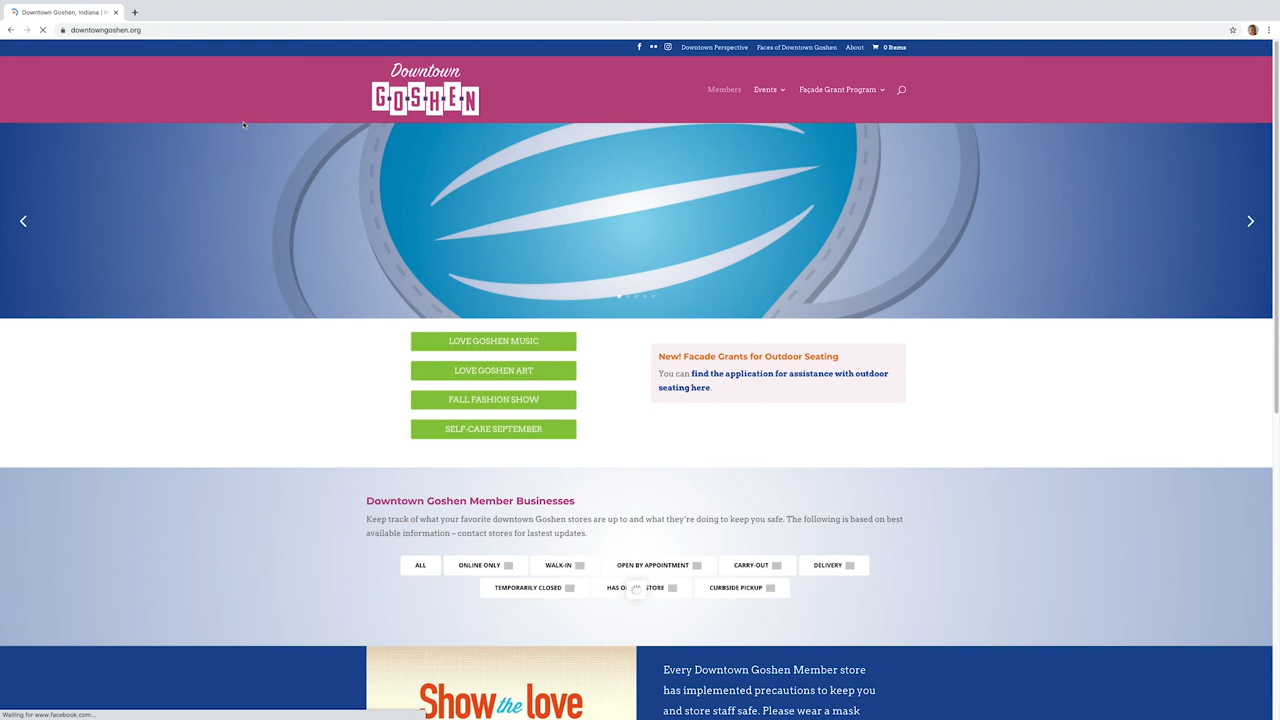 Downtown Goshen, Indiana |
downtowngoshen.org
Downtown Perspective Faces of Downtown Goshen About 0 Items
Downtown
GOSHEN
Members Events Façade Grant Program
LOVE GOSHEN MUSIC
LOVE GOSHEN ART
FALL FASHION SHOW
SELF-CARE SEPTEMBER
New! Facade Grants for Outdoor Seating
You can find the application for assistance with outdoor
seating here.
Downtown Goshen Member Businesses
Keep track of what your favorite downtown Goshen stores are up to and what they're doing to keep you safe. The following is based on best
available information – contact stores for lastest updates.
ALL ONLINE ONLY WALK-IN OPEN BY APPOINTMENT CARRY-OUT DELIVERY
TEMPORARILY CLOSED HAS STORE CURBSIDE PICKUP
Show the love
Every Downtown Goshen Member store
has implemented precautions to keep you
and store staff safe. Please wear a mask
Waiting for www.facebook.com...